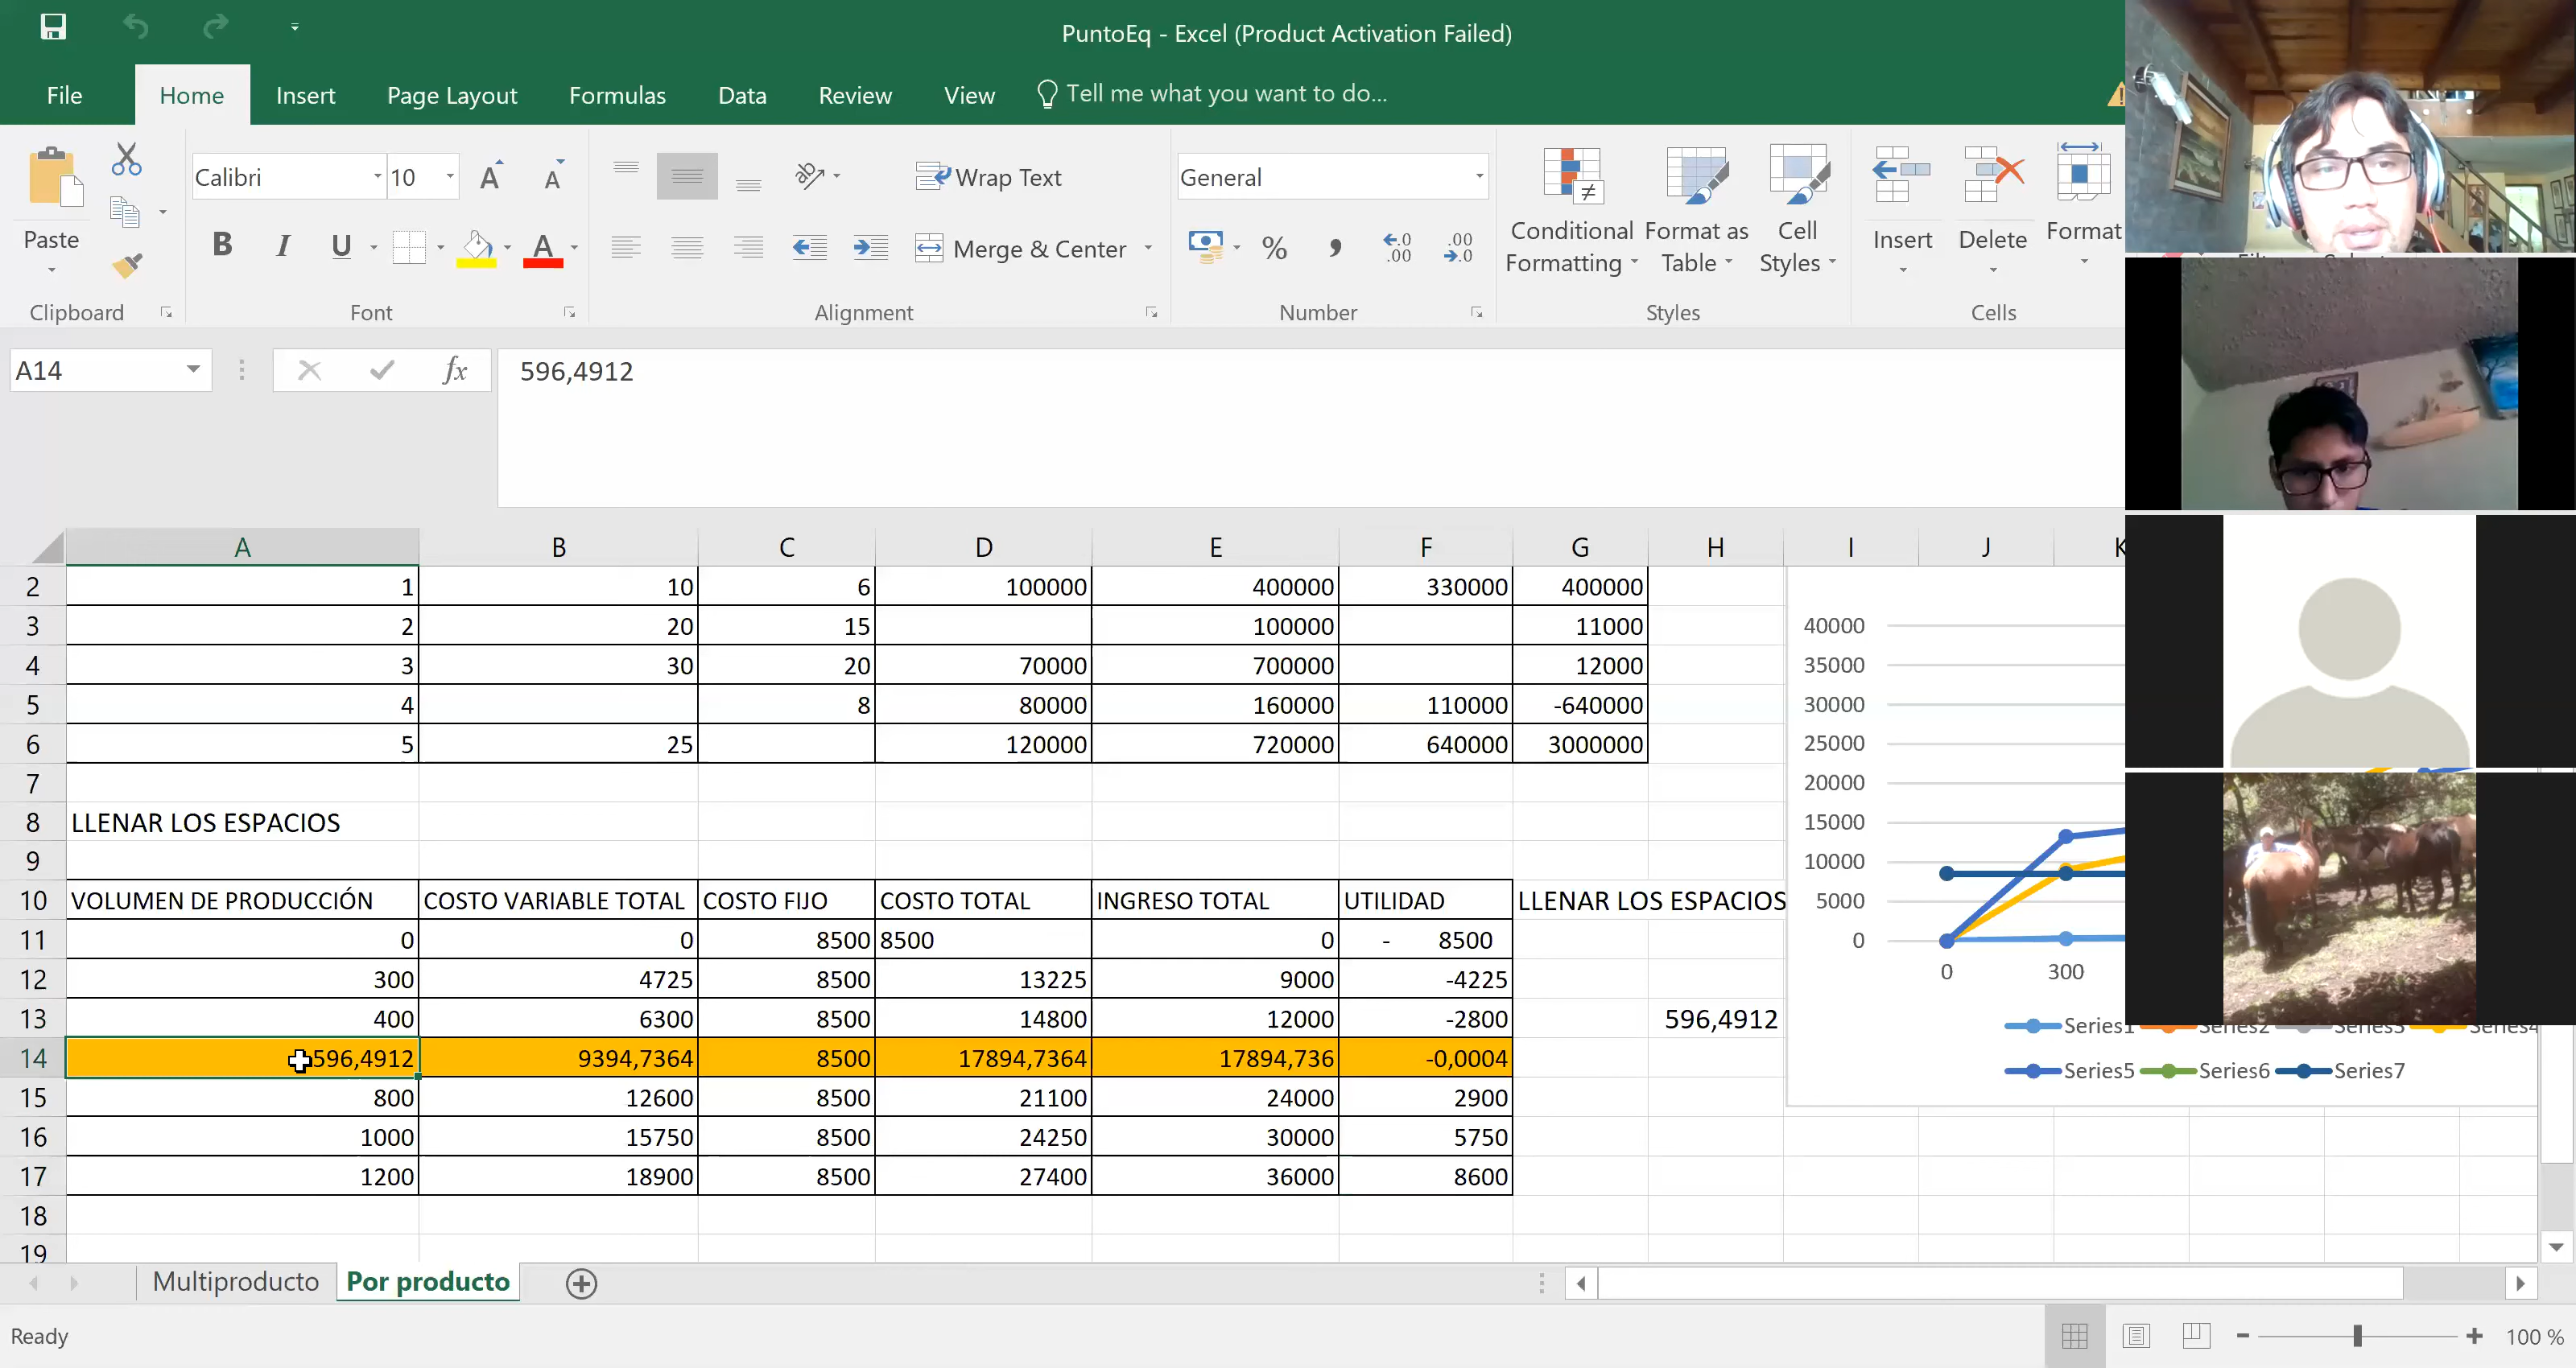 PuntoEq - Excel (Product Activation Failed)
File Home Insert Page Layout Formulas Data Review View Tell me what you want to do...
Paste
Clipboard
Calibri 10
B I U A
Font
Wrap Text
Merge & Center
Alignment
General
% , .00 .0
Number
Conditional Formatting
Format as Table
Cell Styles
Styles
Insert Delete Format
Cells
A14 fx 596,4912
A B C D E F G H I J K
2 1 10 6 100000 400000 330000 400000
3 2 20 15 100000 11000
4 3 30 20 70000 700000 12000
5 4 8 80000 160000 110000 -640000
6 5 25 120000 720000 640000 3000000
7
8 LLENAR LOS ESPACIOS
9
10 VOLUMEN DE PRODUCCIÓN COSTO VARIABLE TOTAL COSTO FIJO COSTO TOTAL INGRESO TOTAL UTILIDAD LLENAR LOS ESPACIOS
11 0 0 8500 8500 0 - 8500
12 300 4725 8500 13225 9000 -4225
13 400 6300 8500 14800 12000 -2800 596,4912
14 596,4912 9394,7364 8500 17894,7364 17894,736 -0,0004
15 800 12600 8500 21100 24000 2900
16 1000 15750 8500 24250 30000 5750
17 1200 18900 8500 27400 36000 8600
18
19
40000
35000
30000
25000
20000
15000
10000
5000
0
0 300
Series1 Series2 Series3 Series4
Series5 Series6 Series7
Multiproducto Por producto
Ready
100 %